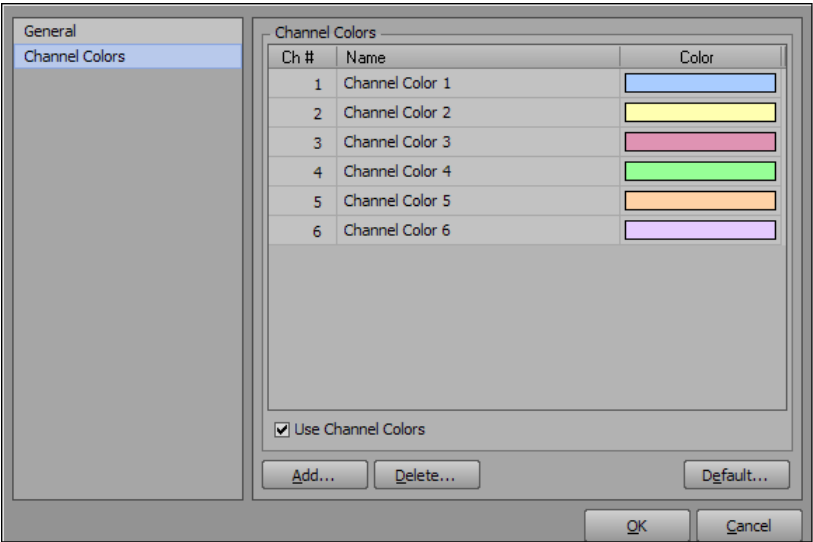 General
Channel Colors
Channel Colors
Ch # Name Color
1 Channel Color 1
2 Channel Color 2
3 Channel Color 3
4 Channel Color 4
5 Channel Color 5
6 Channel Color 6
Use Channel Colors
Add... Delete... Default...
OK Cancel